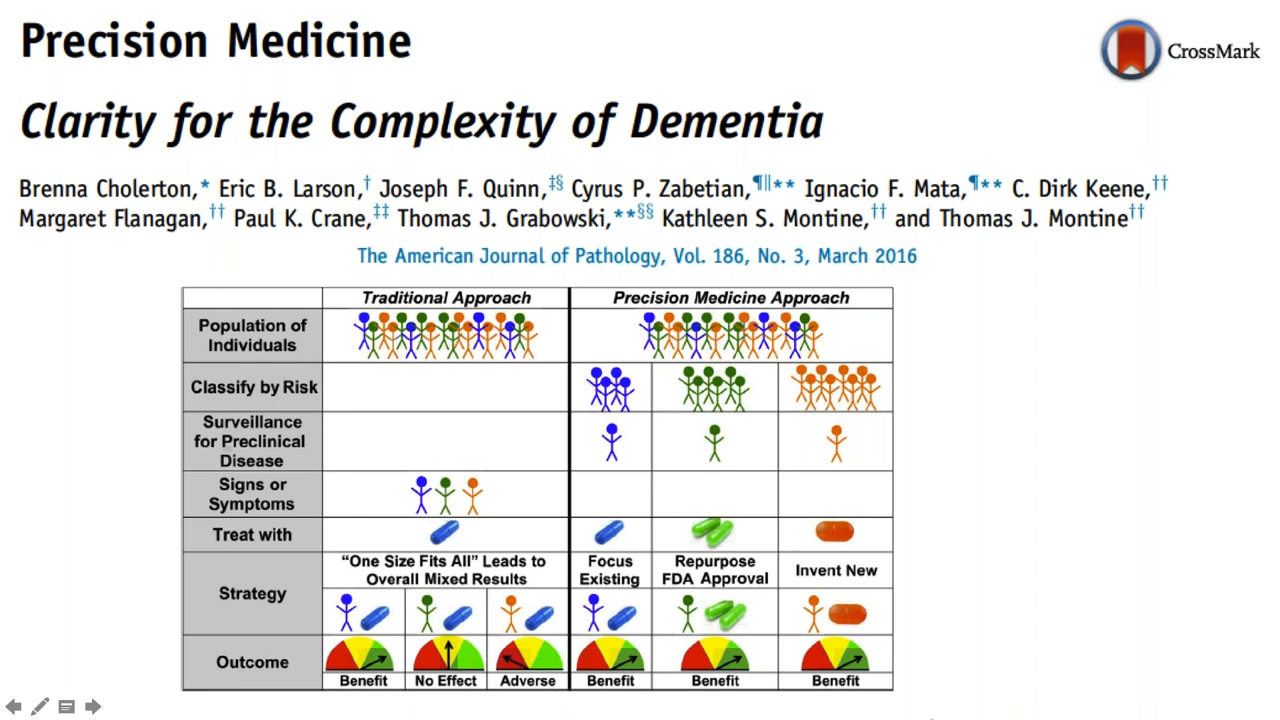 Precision Medicine
CrossMark
Clarity for the Complexity of Dementia
Brenna Cholerton,* Eric B. Larson,† Joseph F. Quinn,‡§ Cyrus P. Zabetian,¶‖** Ignacio F. Mata,¶** C. Dirk Keene,††
Margaret Flanagan,†† Paul K. Crane,‡‡ Thomas J. Grabowski,**§§ Kathleen S. Montine,†† and Thomas J. Montine††
The American Journal of Pathology, Vol. 186, No. 3, March 2016
Traditional Approach
Precision Medicine Approach
Population of
Individuals
Classify by Risk
Surveillance
for Preclinical
Disease
Signs or
Symptoms
Treat with
Strategy
“One Size Fits All” Leads to
Overall Mixed Results
Focus
Existing
Repurpose
FDA Approval
Invent New
Outcome
Benefit
No Effect
Adverse
Benefit
Benefit
Benefit